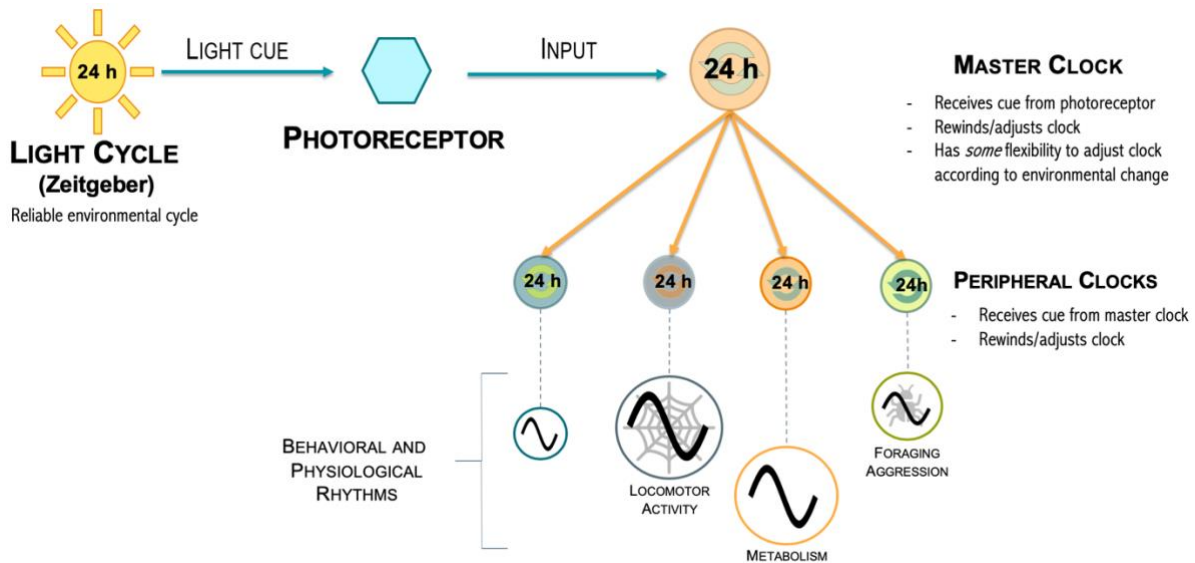 24 h
LIGHT CUE
INPUT
24 h
LIGHT CYCLE
(Zeitgeber)
Reliable environmental cycle
PHOTORECEPTOR
MASTER CLOCK
- Receives cue from photoreceptor
- Rewinds/adjusts clock
- Has some flexibility to adjust clock
according to environmental change
24 h
24 h
24 h
24h
PERIPHERAL CLOCKS
- Receives cue from master clock
- Rewinds/adjusts clock
BEHAVIORAL AND
PHYSIOLOGICAL
RHYTHMS
LOCOMOTOR
ACTIVITY
METABOLISM
FORAGING
AGGRESSION